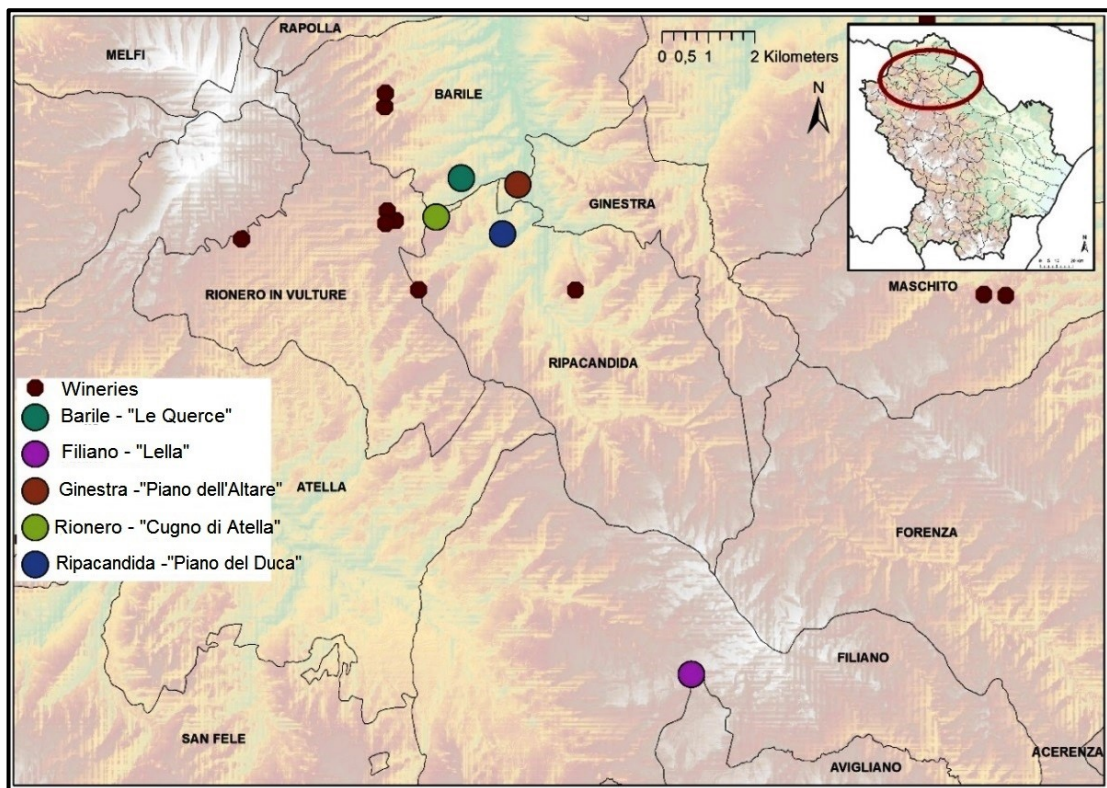 RAPOLLA
MELFI
BARILE
0 0,5 1 2 Kilometers
N
GINESTRA
MASCHITO
RIONERO IN VULTURE
RIPACANDIDA
Wineries
Barile - "Le Querce"
Filiano - "Lella"
Ginestra -"Piano dell'Altare"
Rionero - "Cugno di Atella"
Ripacandida -"Piano del Duca"
ATELLA
FORENZA
FILIANO
SAN FELE
AVIGLIANO
ACERENZA